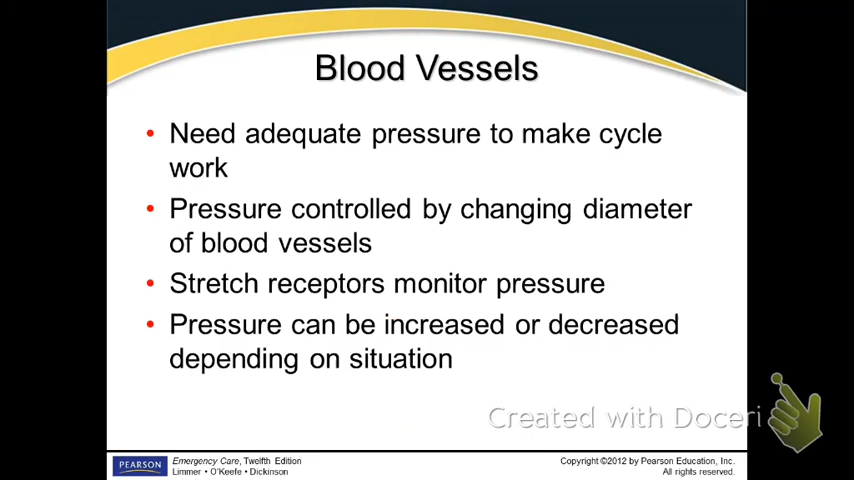 Blood Vessels
• Need adequate pressure to make cycle
work
• Pressure controlled by changing diameter
of blood vessels
• Stretch receptors monitor pressure
• Pressure can be increased or decreased
depending on situation
Created with Doceri
PEARSON
Emergency Care, Twelfth Edition
Limmer • O'Keefe • Dickinson
Copyright ©2012 by Pearson Education, Inc.
All rights reserved.